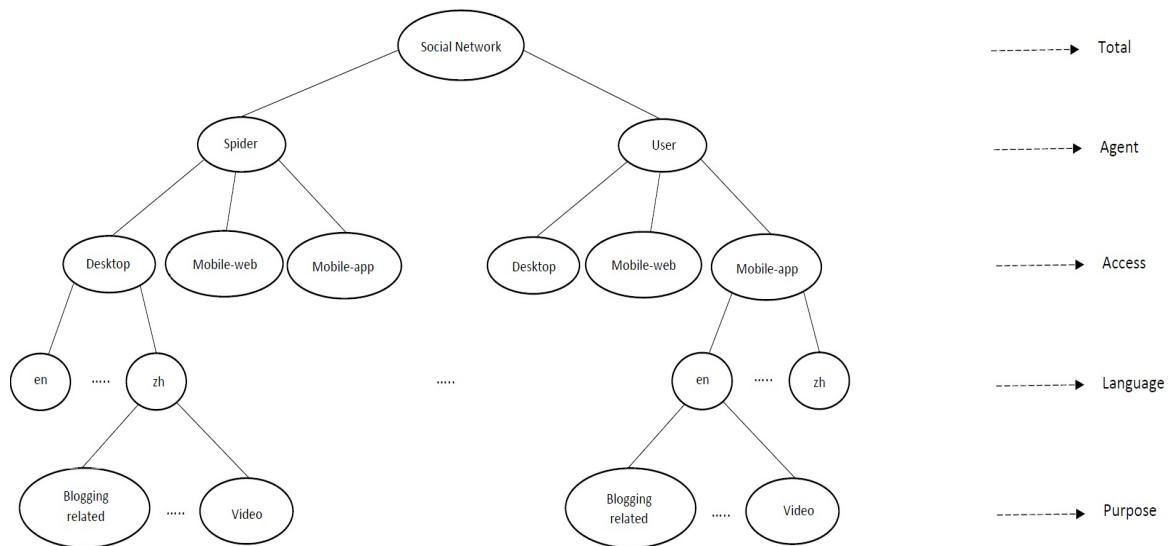 Social Network
Total
Spider
User
Agent
Desktop
Mobile-web
Mobile-app
Desktop
Mobile-web
Mobile-app
Access
en
.....
zh
.....
en
.....
zh
Language
Blogging
related
.....
Video
Blogging
related
.....
Video
Purpose